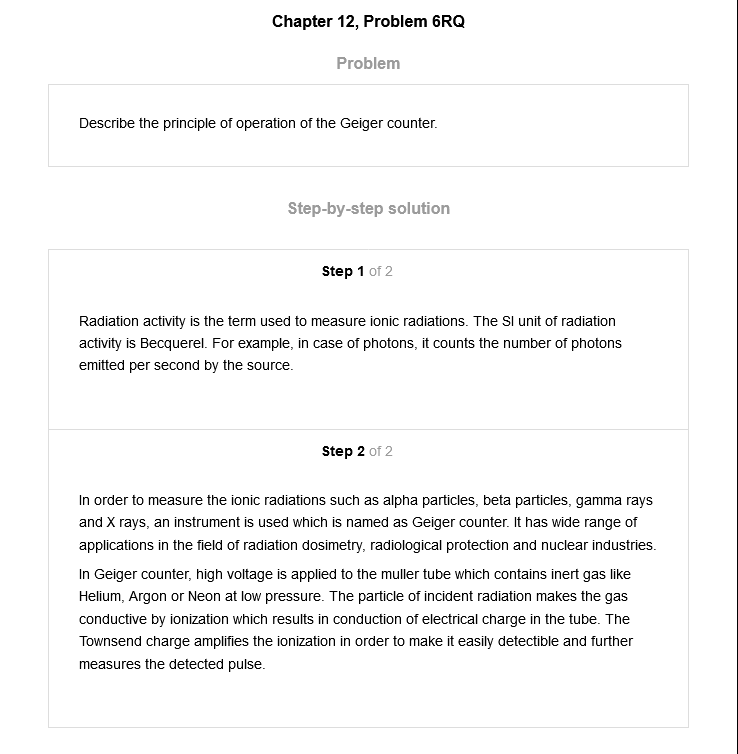 Chapter 12, Problem 6RQ
Problem
Describe the principle of operation of the Geiger counter.
Step-by-step solution
Step 1 of 2
Radiation activity is the term used to measure ionic radiations. The SI unit of radiation
activity is Becquerel. For example, in case of photons, it counts the number of photons
emitted per second by the source.
Step 2 of 2
In order to measure the ionic radiations such as alpha particles, beta particles, gamma rays
and X rays, an instrument is used which is named as Geiger counter. It has wide range of
applications in the field of radiation dosimetry, radiological protection and nuclear industries.
In Geiger counter, high voltage is applied to the muller tube which contains inert gas like
Helium, Argon or Neon at low pressure. The particle of incident radiation makes the gas
conductive by ionization which results in conduction of electrical charge in the tube. The
Townsend charge amplifies the ionization in order to make it easily detectible and further
measures the detected pulse.